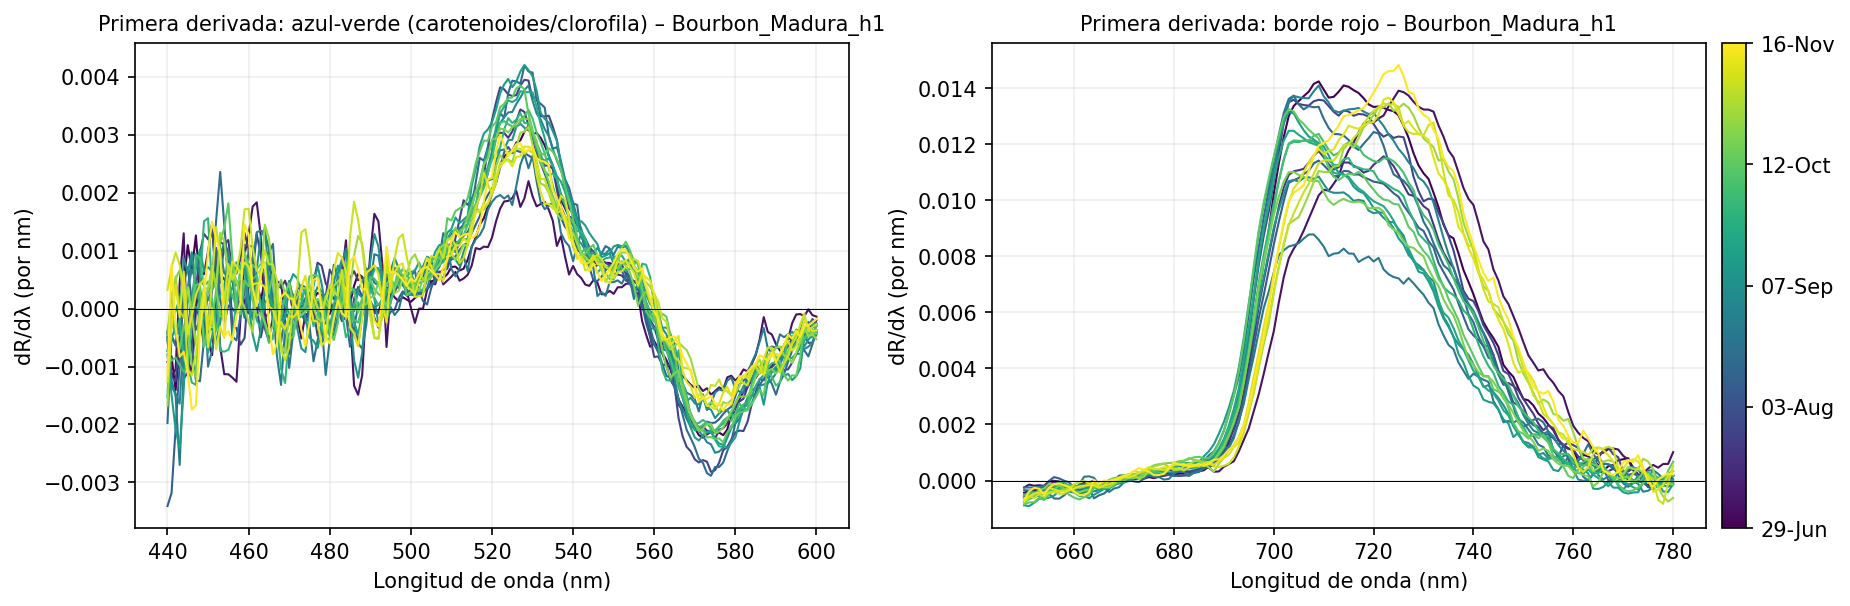 Primera derivada: azul-verde (carotenoides/clorofila) – Bourbon_Madura_h1
0.004
0.003
0.002
0.001
0.000
−0.001
−0.002
−0.003
dR/dλ (por nm)
440 460 480 500 520 540 560 580 600
Longitud de onda (nm)
Primera derivada: borde rojo – Bourbon_Madura_h1
0.014
0.012
0.010
0.008
0.006
0.004
0.002
0.000
dR/dλ (por nm)
660 680 700 720 740 760 780
Longitud de onda (nm)
16-Nov
12-Oct
07-Sep
03-Aug
29-Jun